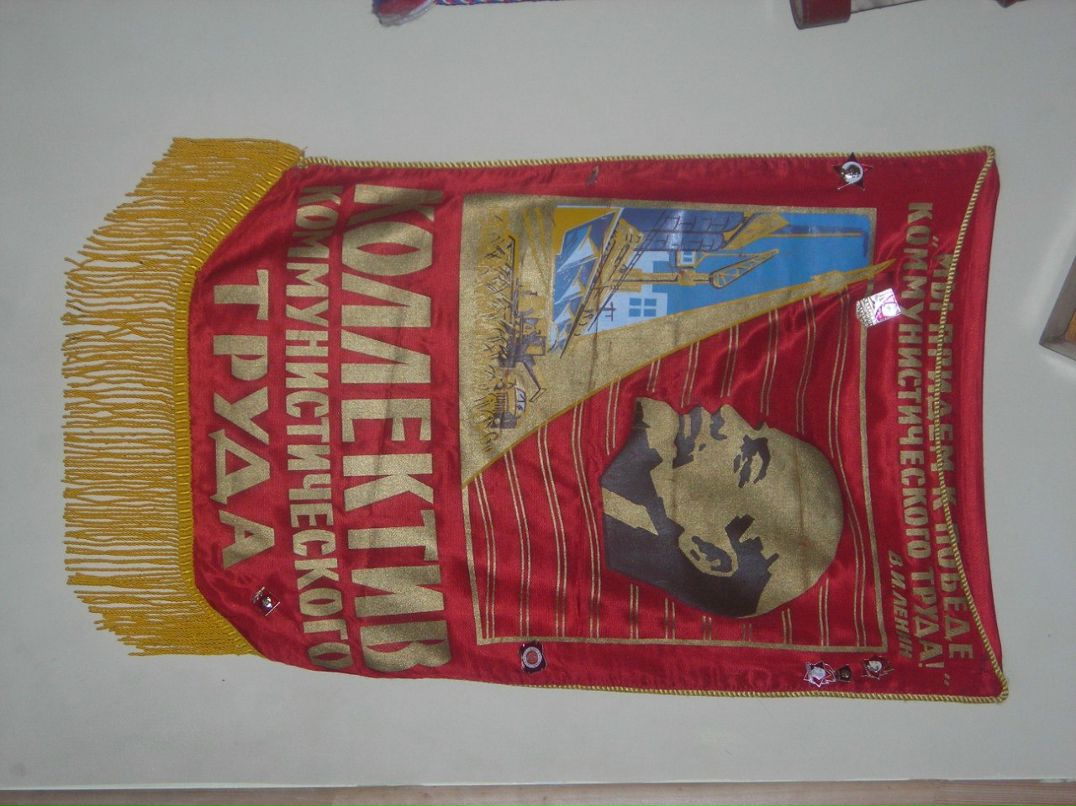 "МЫ ПРИДЕМ К ПОБЕДЕ
КОММУНИСТИЧЕСКОГО ТРУДА!"
В.И.ЛЕНИН
КОЛЛЕКТИВ
КОММУНИСТИЧЕСКОГО
ТРУДА